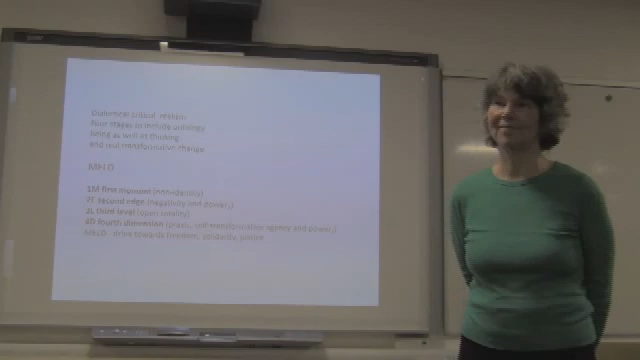 Dialectical critical realism
Four stages to include ontology
being as well as thinking
and real transformative change
MELD
1M first moment (non-identity)
2E second edge (negativity and power₂)
3L third level (open totality)
4D fourth dimension (praxis, self-transformative agency and power₁)
MELD drive towards freedom, solidarity, justice